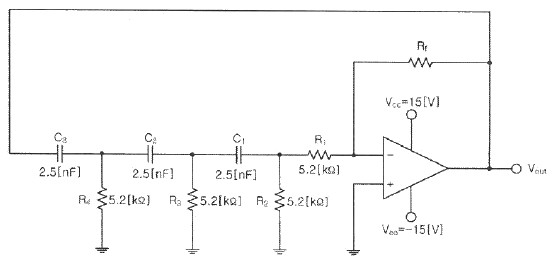 Rf
Vcc=15[V]
C3
C2
C1
R1
2.5[nF]
2.5[nF]
2.5[nF]
5.2[kΩ]
−
+
Vout
R4
5.2[kΩ]
R3
5.2[kΩ]
R2
5.2[kΩ]
Vee=−15[V]